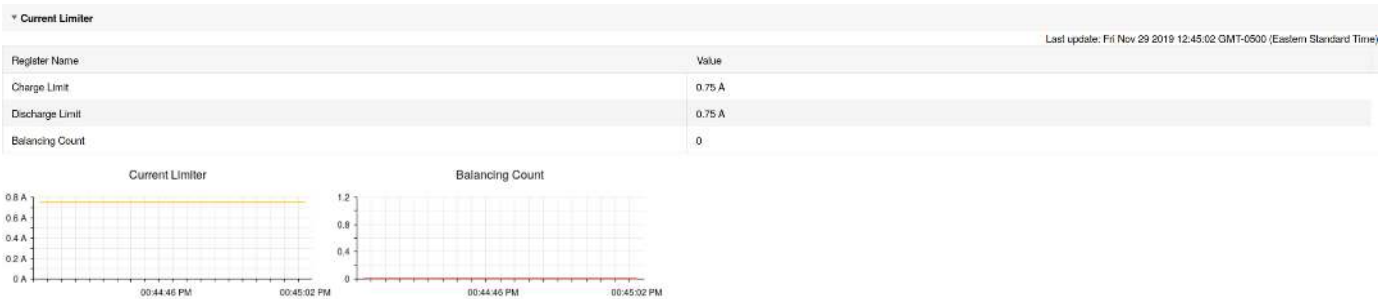 ▼ Current Limiter
Last update: Fri Nov 29 2019 12:45:02 GMT-0500 (Eastern Standard Time)
Register Name Value
Charge Limit 0.75 A
Discharge Limit 0.75 A
Balancing Count 0
Current Limiter Balancing Count
0.8 A 1.2
0.6 A
0.8
0.4 A
0.4
0.2 A
0 A 0
00:44:46 PM 00:45:02 PM 00:44:46 PM 00:45:02 PM